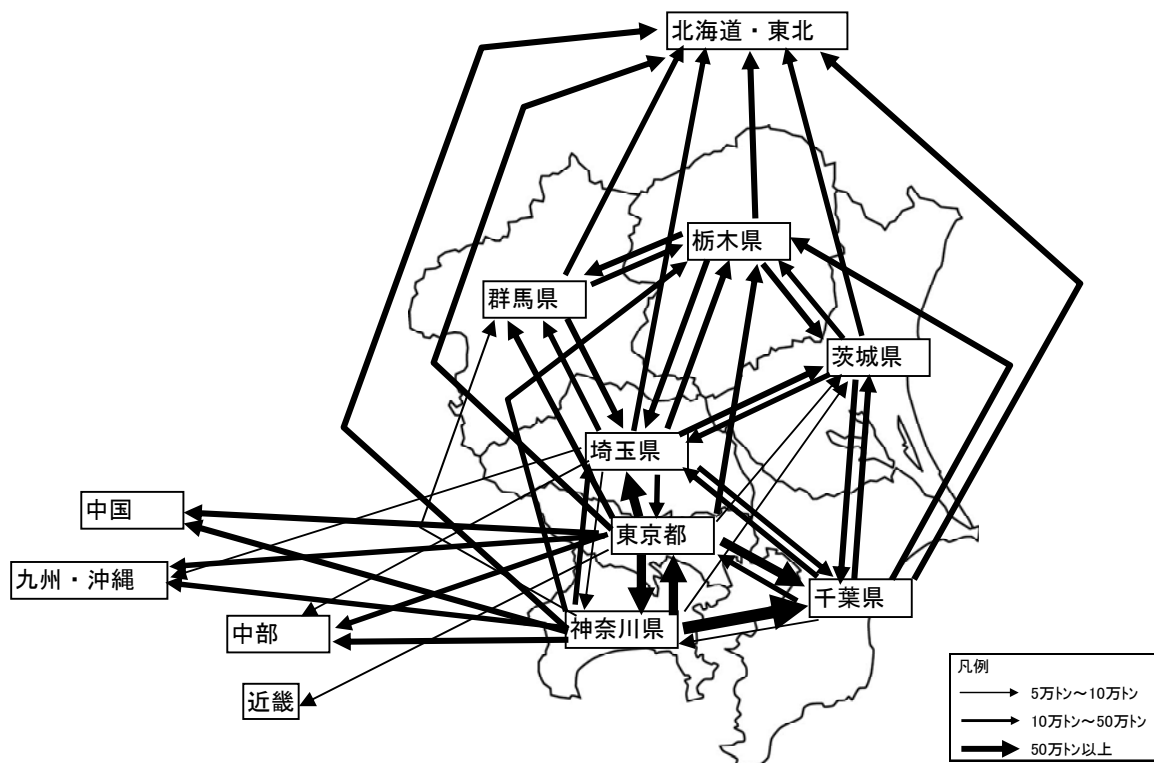 北海道・東北
栃木県
群馬県
茨城県
埼玉県
中国
東京都
九州・沖縄
千葉県
中部
神奈川県
近畿
凡例
5万トン～10万トン
10万トン～50万トン
50万トン以上